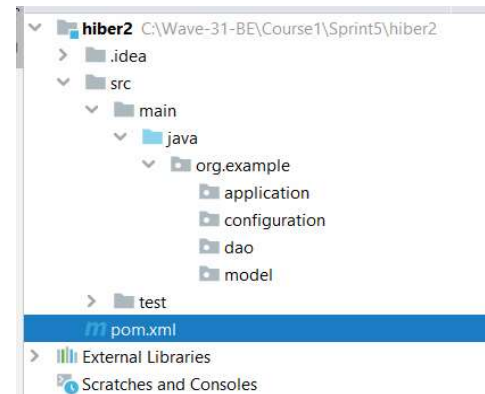 hiber2 C:\Wave-31-BE\Course1\Sprint5\hiber2
.idea
src
main
java
org.example
application
configuration
dao
model
test
pom.xml
External Libraries
Scratches and Consoles